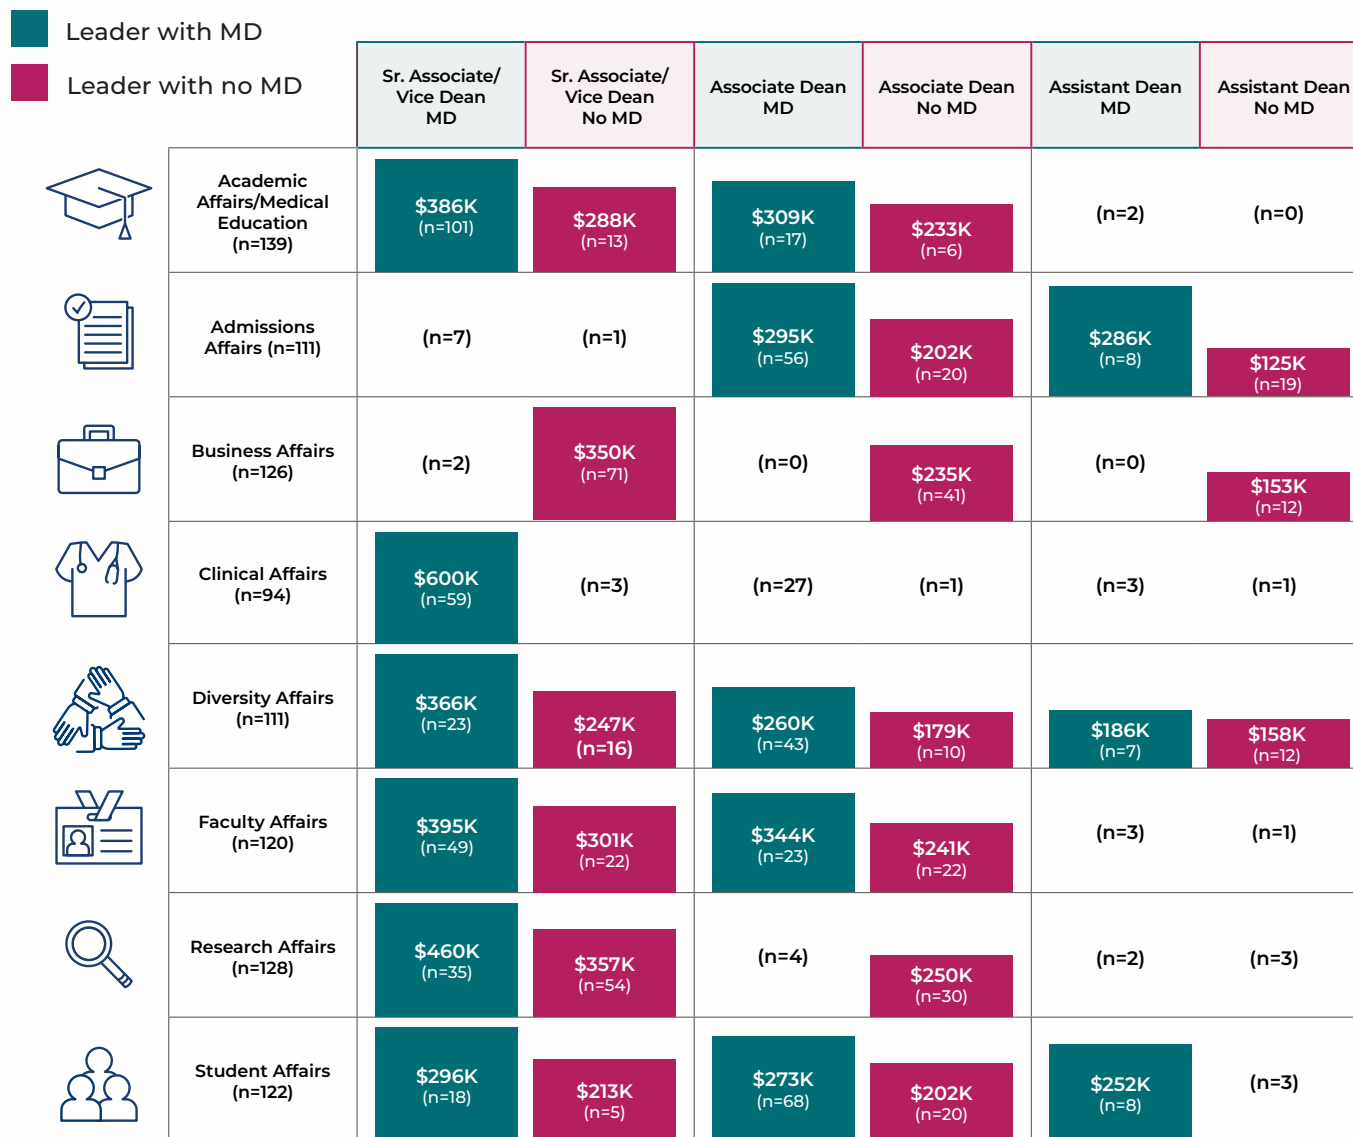 Leader with MD
Leader with no MD
Sr. Associate/
Vice Dean
MD
Sr. Associate/
Vice Dean
No MD
Associate Dean
MD
Associate Dean
No MD
Assistant Dean
MD
Assistant Dean
No MD
Academic
Affairs/Medical
Education
(n=139)
$386K
(n=101)
$288K
(n=13)
$309K
(n=17)
$233K
(n=6)
(n=2)
(n=0)
Admissions
Affairs (n=111)
(n=7)
(n=1)
$295K
(n=56)
$202K
(n=20)
$286K
(n=8)
$125K
(n=19)
Business Affairs
(n=126)
(n=2)
$350K
(n=71)
(n=0)
$235K
(n=41)
(n=0)
$153K
(n=12)
Clinical Affairs
(n=94)
$600K
(n=59)
(n=3)
(n=27)
(n=1)
(n=3)
(n=1)
Diversity Affairs
(n=111)
$366K
(n=23)
$247K
(n=16)
$260K
(n=43)
$179K
(n=10)
$186K
(n=7)
$158K
(n=12)
Faculty Affairs
(n=120)
$395K
(n=49)
$301K
(n=22)
$344K
(n=23)
$241K
(n=22)
(n=3)
(n=1)
Research Affairs
(n=128)
$460K
(n=35)
$357K
(n=54)
(n=4)
$250K
(n=30)
(n=2)
(n=3)
Student Affairs
(n=122)
$296K
(n=18)
$213K
(n=5)
$273K
(n=68)
$202K
(n=20)
$252K
(n=8)
(n=3)